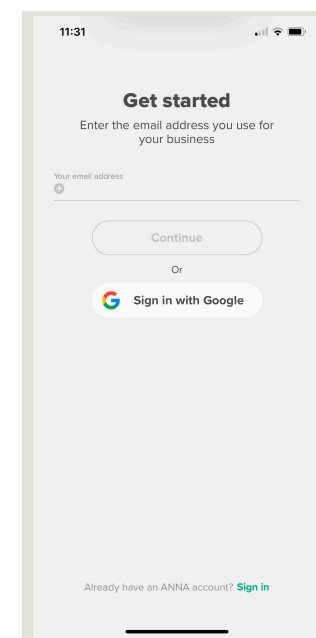 11:31
Get started
Enter the email address you use for
your business
Your email address
Continue
Or
Sign in with Google
Already have an ANNA account? Sign in